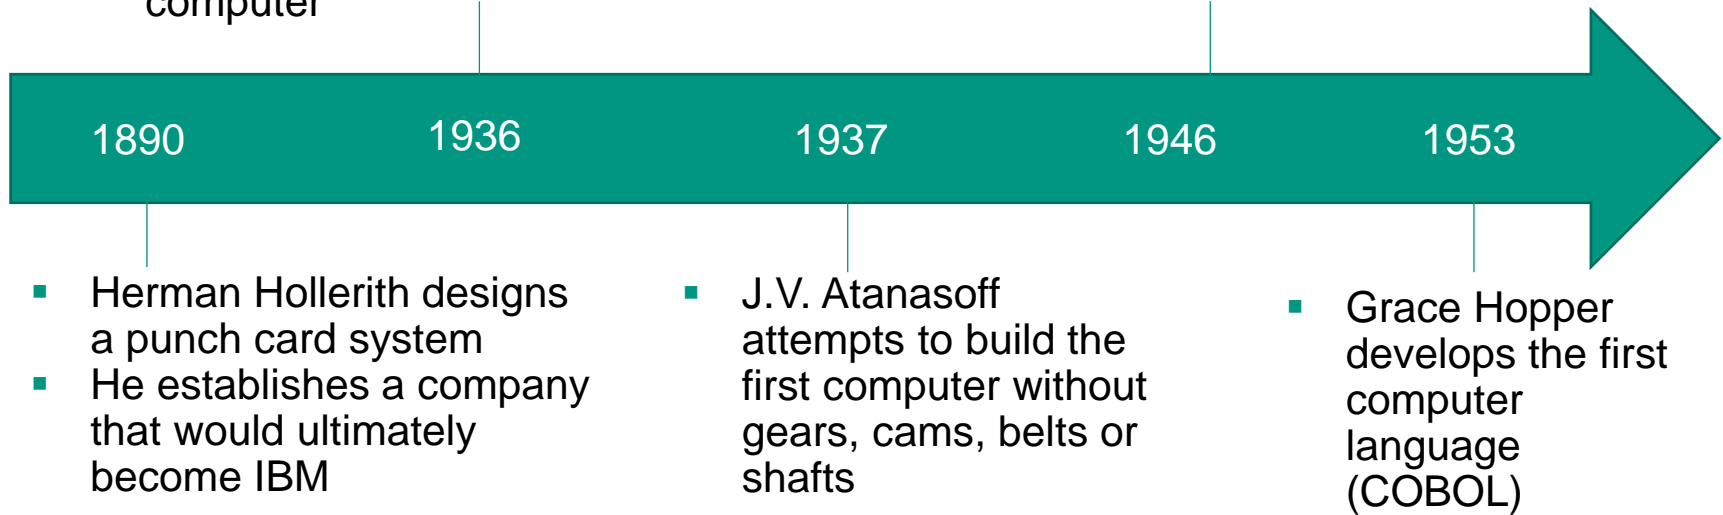 computer
1890 1936 1937 1946 1953
▪ Herman Hollerith designs
a punch card system
▪ He establishes a company
that would ultimately
become IBM
▪ J.V. Atanasoff
attempts to build the
first computer without
gears, cams, belts or
shafts
▪ Grace Hopper
develops the first
computer
language
(COBOL)